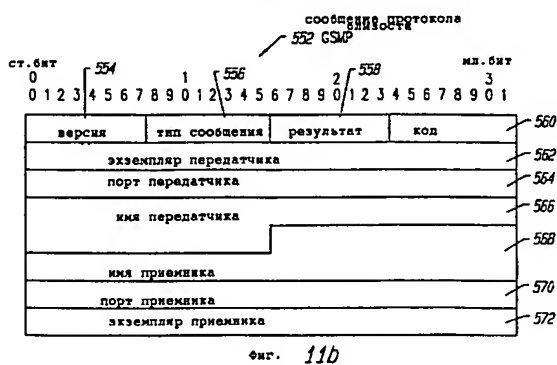 сообщение протокола
близости
552 GSMP
ст.бит
554
556
558
мл.бит
0 1 2 3
0 1 2 3 4 5 6 7 8 9 0 1 2 3 4 5 6 7 8 9 0 1 2 3 4 5 6 7 8 9 0 1
версия тип сообщения результат код 560
экземпляр передатчика 562
порт передатчика 564
имя передатчика 566
568
имя приемника
порт приемника 570
экземпляр приемника 572
Фиг. 11b